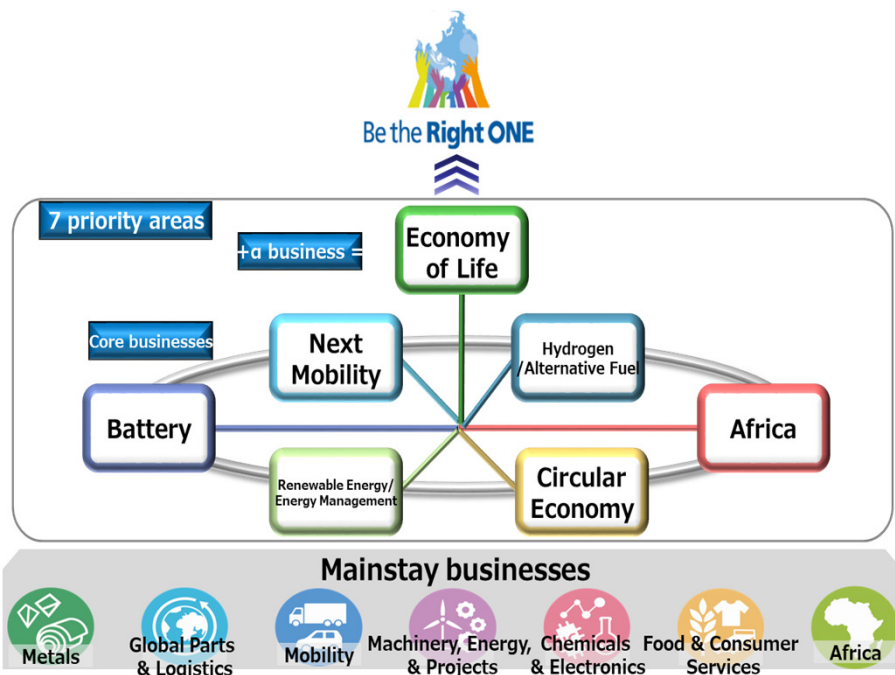 Be the Right ONE
7 priority areas
+α business =
Economy
of Life
Core businesses
Next
Mobility
Hydrogen
/Alternative Fuel
Battery
Africa
Renewable Energy/
Energy Management
Circular
Economy
Mainstay businesses
Metals
Global Parts
& Logistics
Mobility
Machinery, Energy,
& Projects
Chemicals
& Electronics
Food & Consumer
Services
Africa